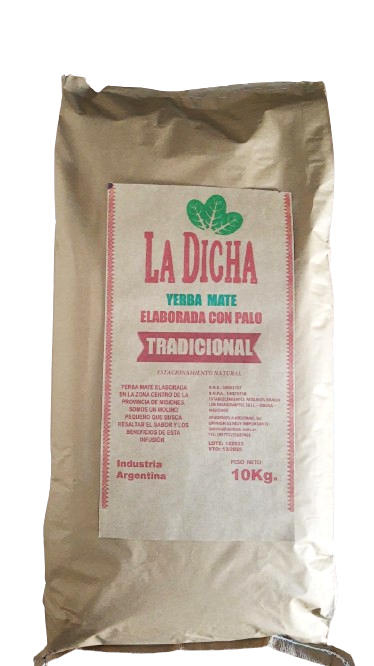 LA DICHA
YERBA MATE
ELABORADA CON PALO
TRADICIONAL
ESTACIONAMIENTO NATURAL
YERBA MATE ELABORADA
EN LA ZONA CENTRO DE LA
PROVINCIA DE MISIONES.
SOMOS UN MOLINO
PEQUEÑO QUE BUSCA
RESALTAR EL SABOR Y LOS
BENEFICIOS DE ESTA
INFUSIÓN
Industria
Argentina
PESO NETO:
10Kg.